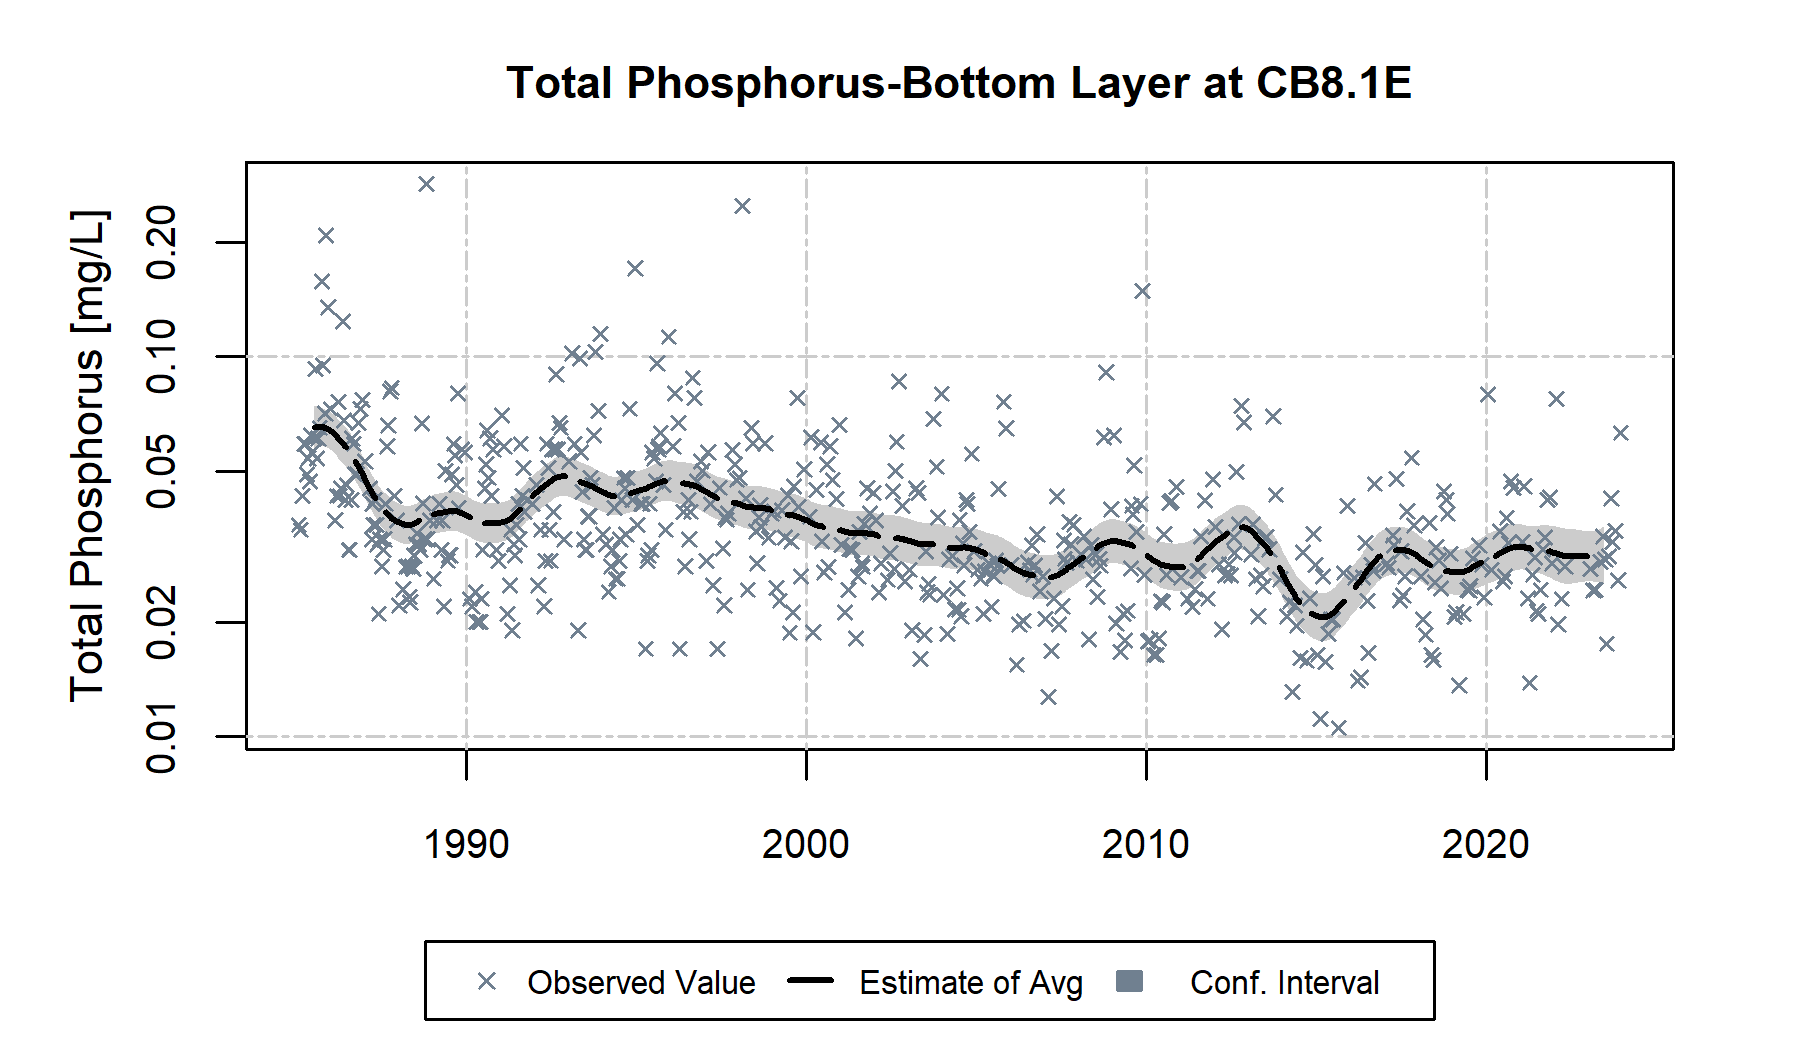 Total Phosphorus-Bottom Layer at CB8.1E
Total Phosphorus [mg/L]
0.20
0.10
0.05
0.02
0.01
1990 2000 2010 2020
Observed Value Estimate of Avg Conf. Interval